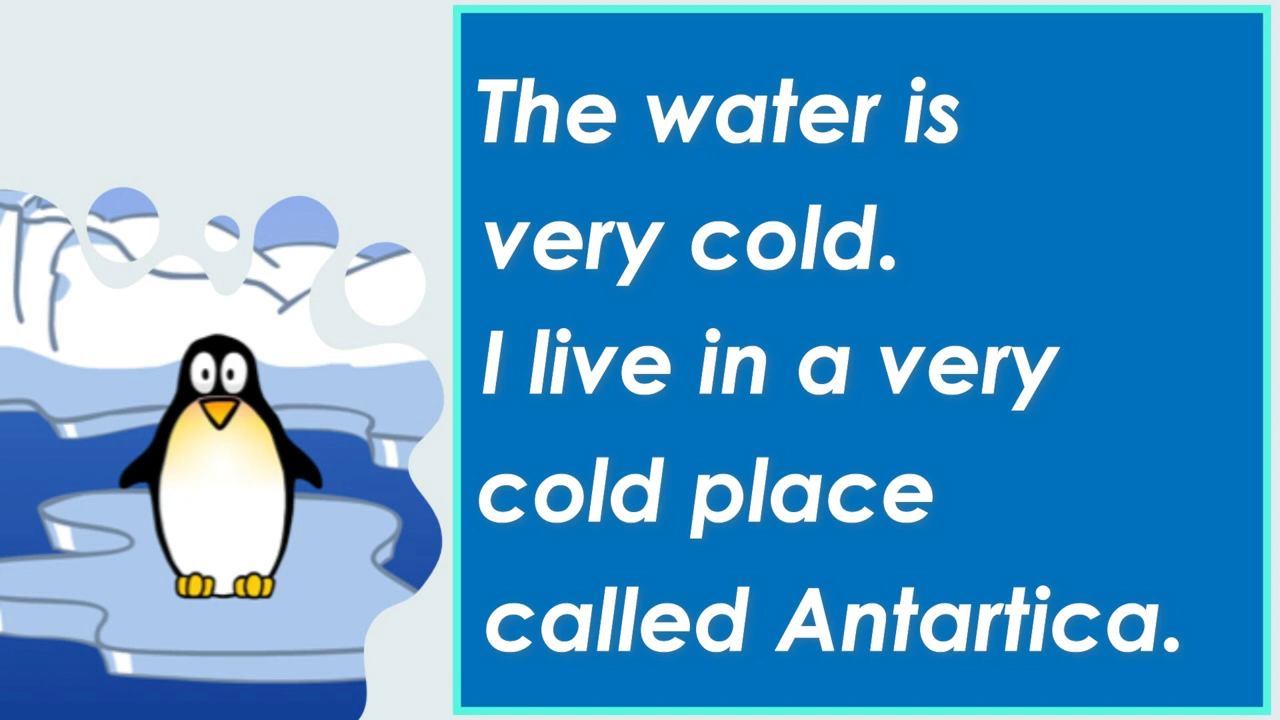 The water is
very cold.
I live in a very
cold place
called Antartica.